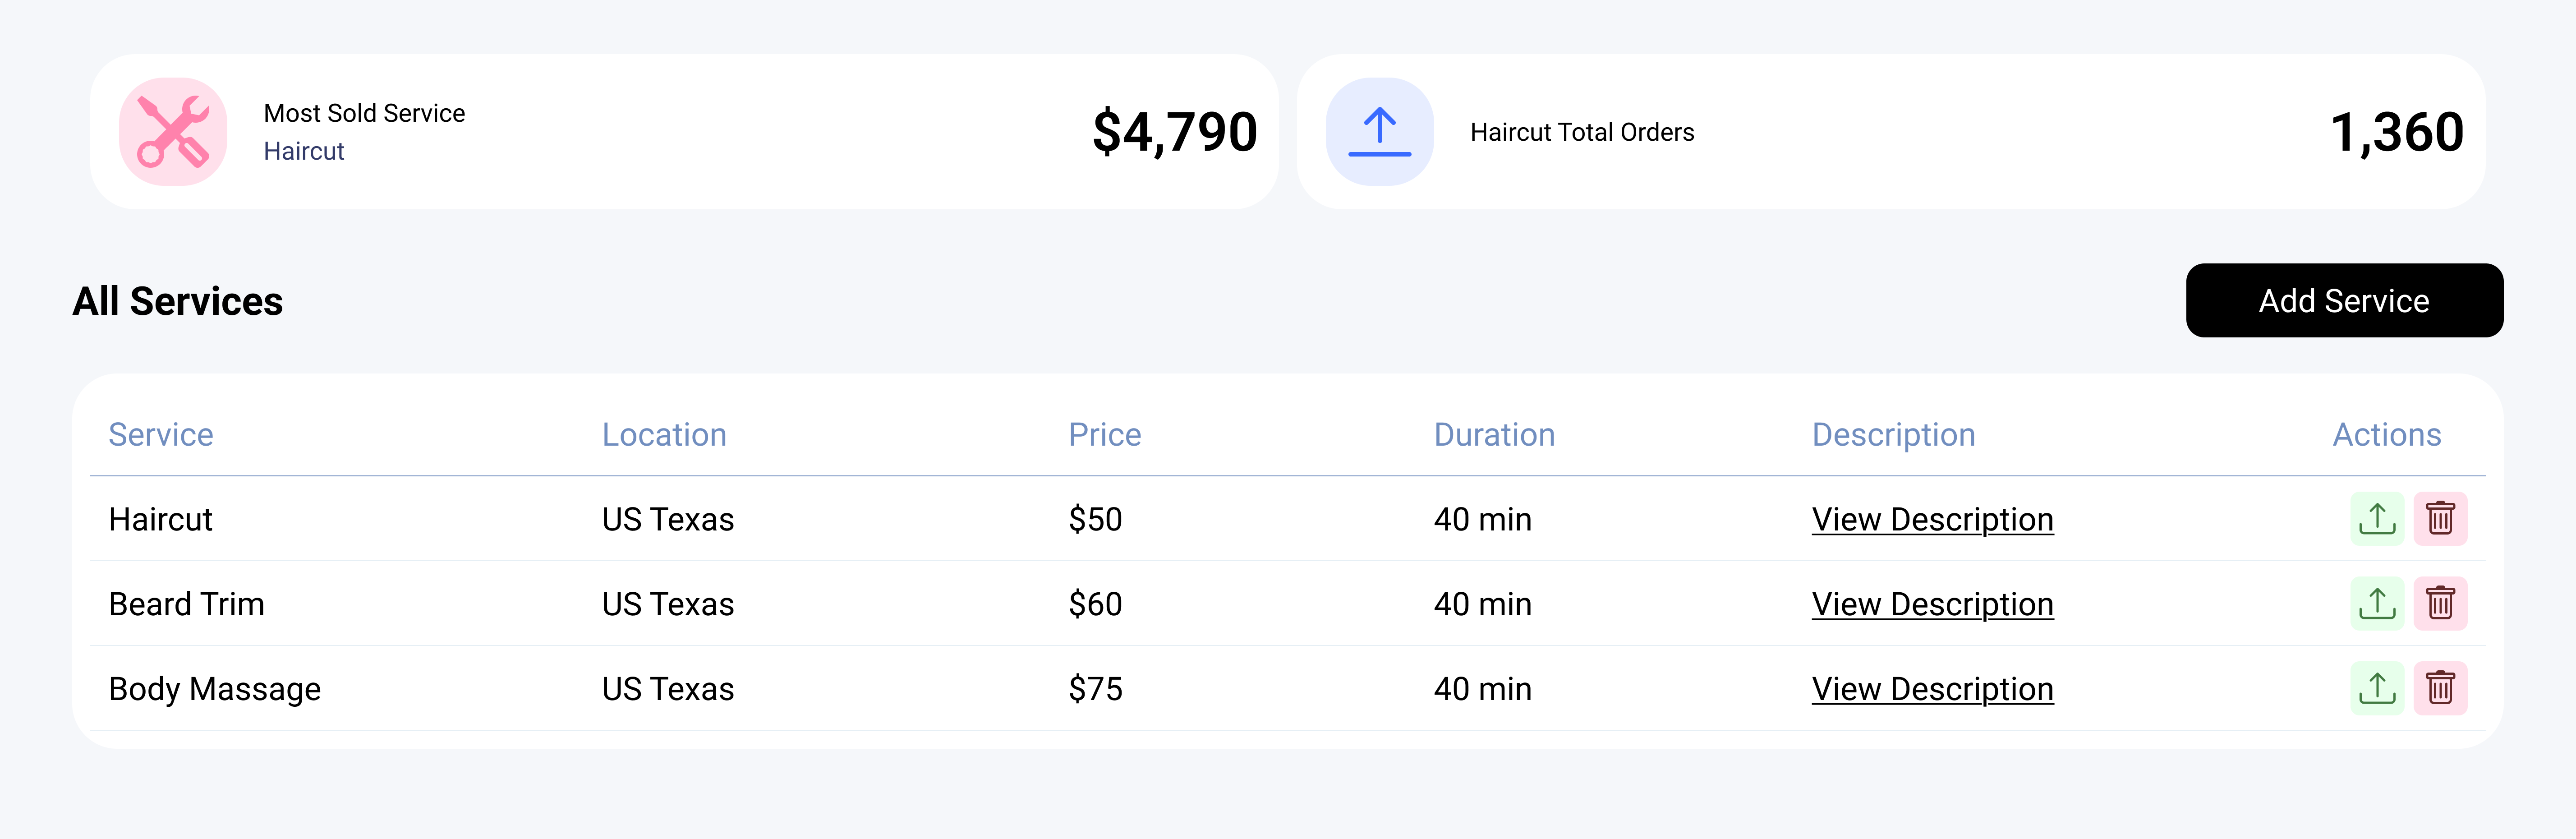 Most Sold Service
Haircut
$4,790
Haircut Total Orders
1,360
All Services
Add Service
Service Location Price Duration Description Actions
Haircut US Texas $50 40 min View Description
Beard Trim US Texas $60 40 min View Description
Body Massage US Texas $75 40 min View Description